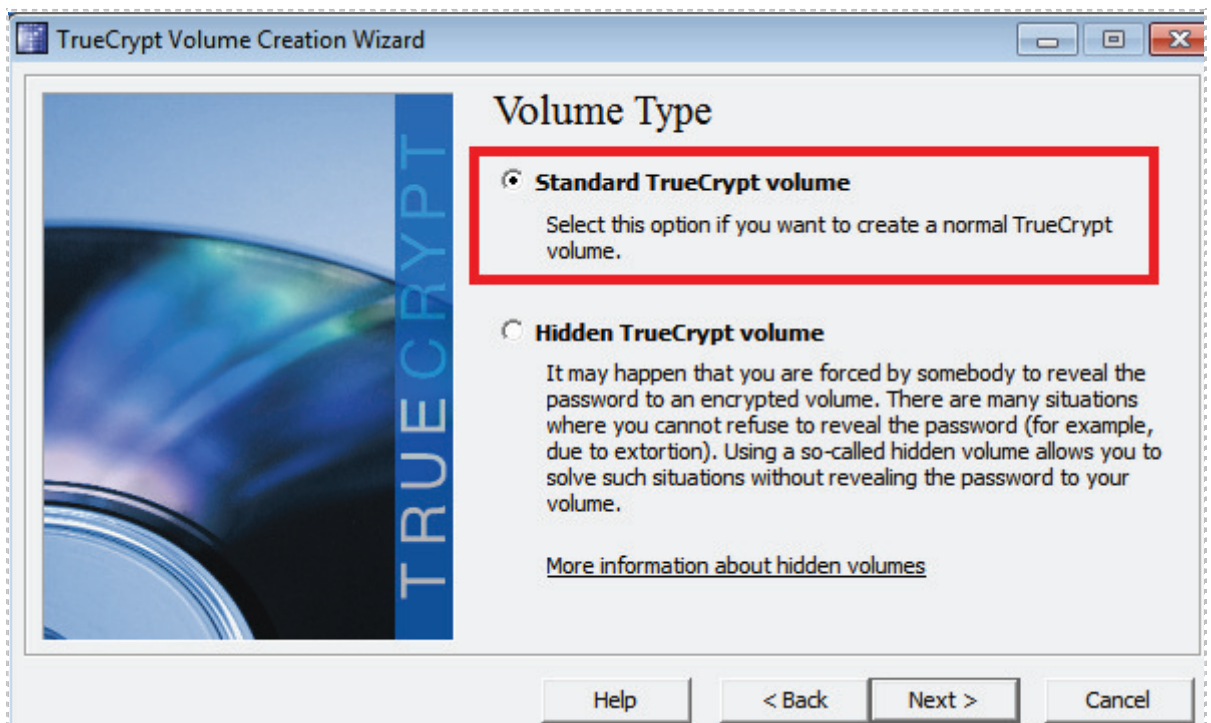 TrueCrypt Volume Creation Wizard
Volume Type
Standard TrueCrypt volume
Select this option if you want to create a normal TrueCrypt
volume.
Hidden TrueCrypt volume
It may happen that you are forced by somebody to reveal the
password to an encrypted volume. There are many situations
where you cannot refuse to reveal the password (for example,
due to extortion). Using a so-called hidden volume allows you to
solve such situations without revealing the password to your
volume.
More information about hidden volumes
TRUECRYPT
Help
< Back
Next >
Cancel